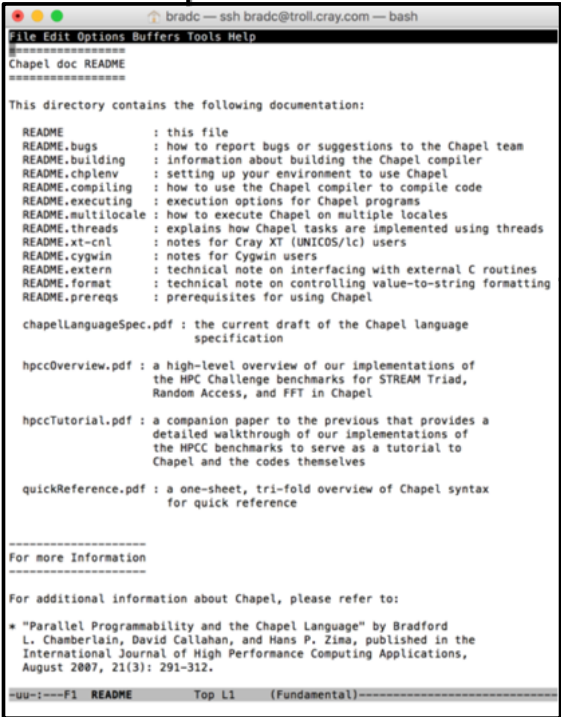 bradc — ssh bradc@troll.cray.com — bash
File Edit Options Buffers Tools Help
=================
Chapel doc README
=================
This directory contains the following documentation:
README : this file
README.bugs : how to report bugs or suggestions to the Chapel team
README.building : information about building the Chapel compiler
README.chplenv : setting up your environment to use Chapel
README.compiling : how to use the Chapel compiler to compile code
README.executing : execution options for Chapel programs
README.multilocale : how to execute Chapel on multiple locales
README.threads : explains how Chapel tasks are implemented using threads
README.xt-cnl : notes for Cray XT (UNICOS/lc) users
README.cygwin : notes for Cygwin users
README.extern : technical note on interfacing with external C routines
README.format : technical note on controlling value-to-string formatting
README.prereqs : prerequisites for using Chapel
chapelLanguageSpec.pdf : the current draft of the Chapel language
specification
hpccOverview.pdf : a high-level overview of our implementations of
the HPC Challenge benchmarks for STREAM Triad,
Random Access, and FFT in Chapel
hpccTutorial.pdf : a companion paper to the previous that provides a
detailed walkthrough of our implementations of
the HPCC benchmarks to serve as a tutorial to
Chapel and the codes themselves
quickReference.pdf : a one-sheet, tri-fold overview of Chapel syntax
for quick reference
--------------------
For more Information
--------------------
For additional information about Chapel, please refer to:
* "Parallel Programmability and the Chapel Language" by Bradford
L. Chamberlain, David Callahan, and Hans P. Zima, published in the
International Journal of High Performance Computing Applications,
August 2007, 21(3): 291-312.
-uu-:---F1 README Top L1 (Fundamental)-----------------------------